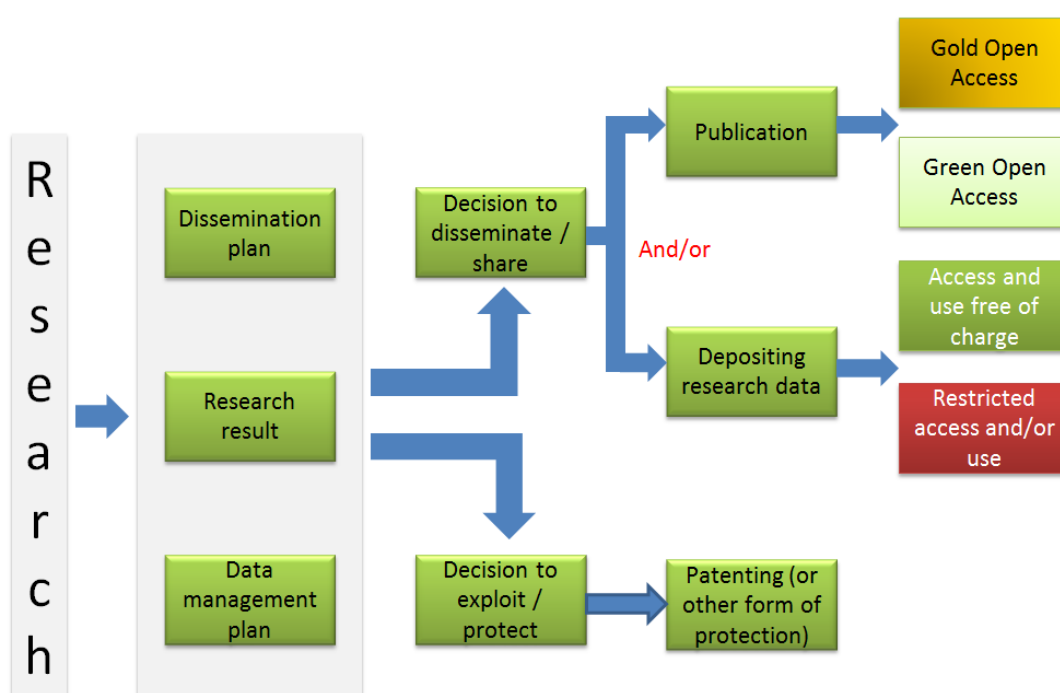 Research
Dissemination
plan
Research
result
Data
management
plan
Decision to
disseminate /
share
Decision to
exploit /
protect
And/or
Publication
Depositing
research data
Patenting (or
other form of
protection)
Gold Open
Access
Green Open
Access
Access and
use free of
charge
Restricted
access and/or
use